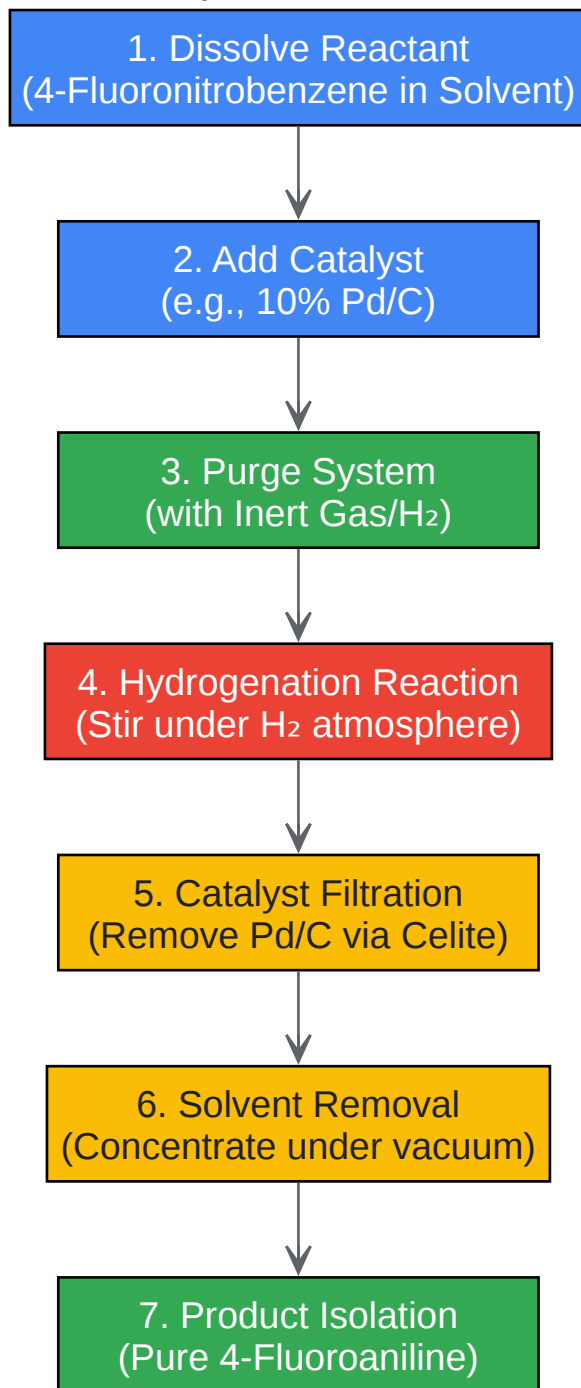 1. Dissolve Reactant
(4-Fluoronitrobenzene in Solvent)
2. Add Catalyst
(e.g., 10% Pd/C)
3. Purge System
(with Inert Gas/H₂)
4. Hydrogenation Reaction
(Stir under H₂ atmosphere)
5. Catalyst Filtration
(Remove Pd/C via Celite)
6. Solvent Removal
(Concentrate under vacuum)
7. Product Isolation
(Pure 4-Fluoroaniline)